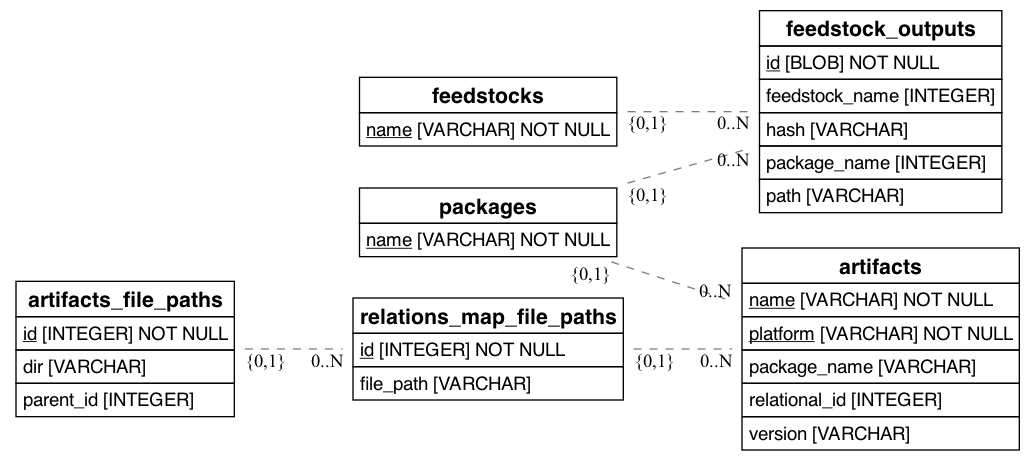 feedstock_outputs
id [BLOB] NOT NULL
feedstock_name [INTEGER]
hash [VARCHAR]
package_name [INTEGER]
path [VARCHAR]
feedstocks
name [VARCHAR] NOT NULL
{0,1}
0..N
packages
name [VARCHAR] NOT NULL
{0,1}
0..N
{0,1}
0..N
artifacts
name [VARCHAR] NOT NULL
platform [VARCHAR] NOT NULL
package_name [VARCHAR]
relational_id [INTEGER]
version [VARCHAR]
artifacts_file_paths
id [INTEGER] NOT NULL
dir [VARCHAR]
parent_id [INTEGER]
{0,1}
0..N
relations_map_file_paths
id [INTEGER] NOT NULL
file_path [VARCHAR]
{0,1}
0..N